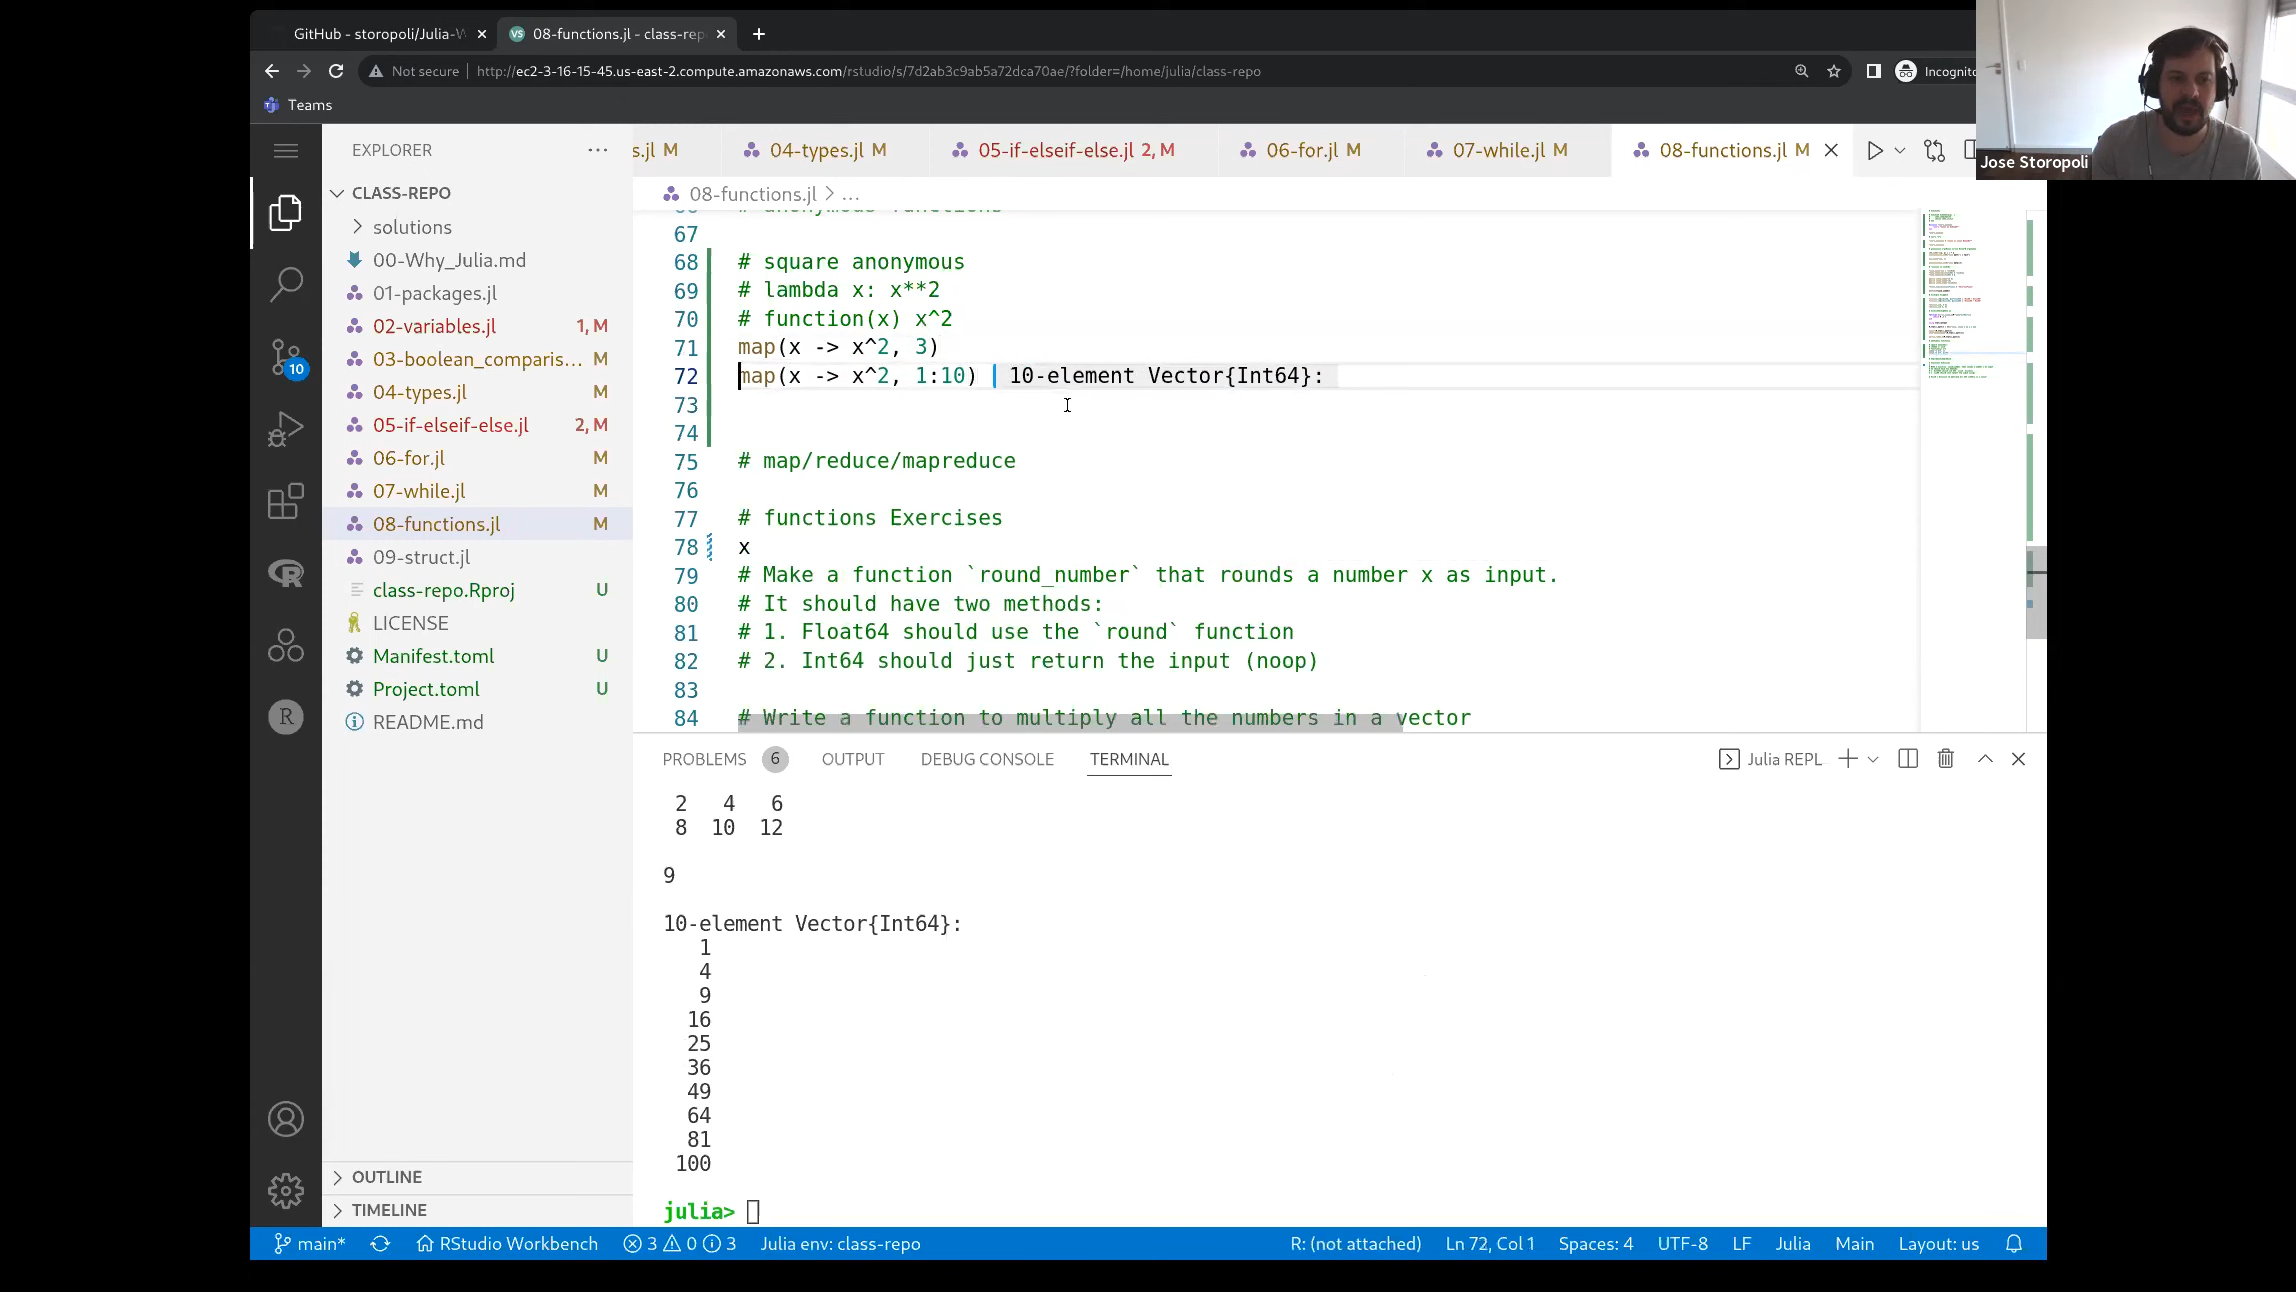 GitHub - storopoli/Julia-W
08-functions.jl - class-rep
Not secure
http://ec2-3-16-15-45.us-east-2.compute.amazonaws.com/rstudio/s/7d2ab3c9ab5a72dca70ae/?folder=/home/julia/class-repo
Incognito
Teams
Jose Storopoli
EXPLORER
s.jl M
04-types.jl M
05-if-elseif-else.jl 2, M
06-for.jl M
07-while.jl M
08-functions.jl M
CLASS-REPO
solutions
00-Why_Julia.md
01-packages.jl
02-variables.jl 1, M
03-boolean_comparis... M
04-types.jl M
05-if-elseif-else.jl 2, M
06-for.jl M
07-while.jl M
08-functions.jl M
09-struct.jl
class-repo.Rproj U
LICENSE
Manifest.toml U
Project.toml U
README.md
10
R
R
OUTLINE
TIMELINE
08-functions.jl > ...
# anonymous functions
67
68 # square anonymous
69 # lambda x: x**2
70 # function(x) x^2
71 map(x -> x^2, 3)
72 map(x -> x^2, 1:10) 10-element Vector{Int64}:
73
74
75 # map/reduce/mapreduce
76
77 # functions Exercises
78 x
79 # Make a function `round_number` that rounds a number x as input.
80 # It should have two methods:
81 # 1. Float64 should use the `round` function
82 # 2. Int64 should just return the input (noop)
83
84 # Write a function to multiply all the numbers in a vector
PROBLEMS 6 OUTPUT DEBUG CONSOLE TERMINAL
Julia REPL
2 4 6
8 10 12
9
10-element Vector{Int64}:
1
4
9
16
25
36
49
64
81
100
julia>
main* RStudio Workbench 3 0 3 Julia env: class-repo
R: (not attached) Ln 72, Col 1 Spaces: 4 UTF-8 LF Julia Main Layout: us